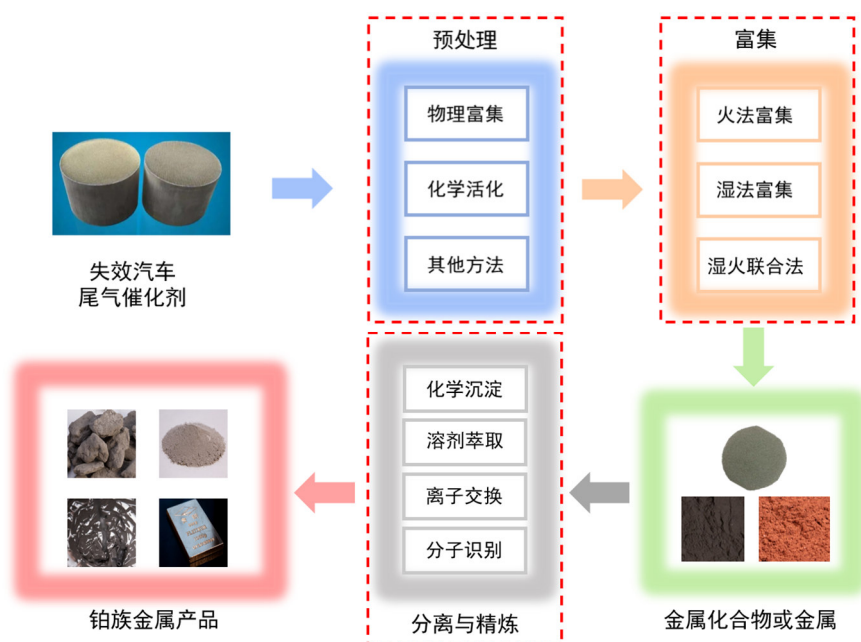 预处理
物理富集
化学活化
其他方法
富集
火法富集
湿法富集
湿火联合法
失效汽车
尾气催化剂
化学沉淀
溶剂萃取
离子交换
分子识别
分离与精炼
铂族金属产品
金属化合物或金属